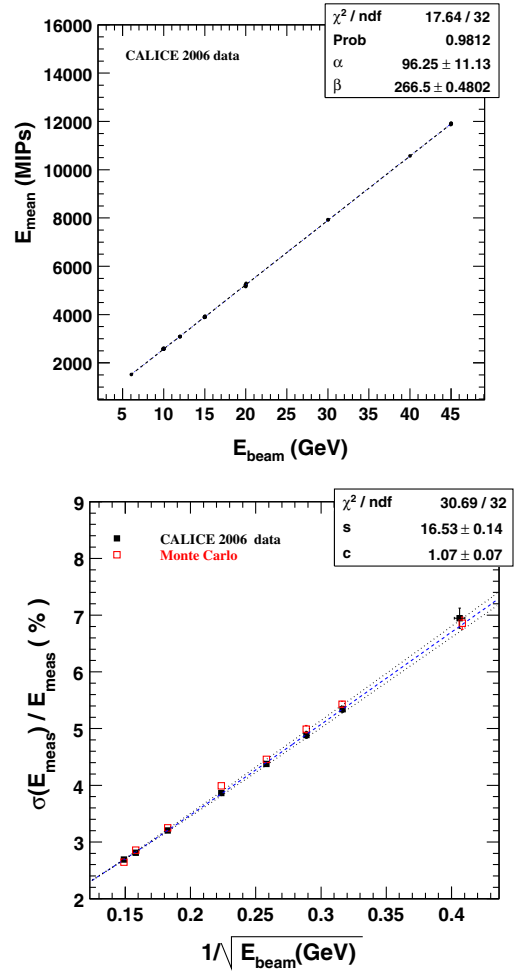 χ² / ndf 17.64 / 32
Prob 0.9812
α 96.25 ± 11.13
β 266.5 ± 0.4802
CALICE 2006 data
16000
14000
12000
10000
8000
6000
4000
2000
E_mean (MIPs)
5 10 15 20 25 30 35 40 45
E_beam (GeV)
χ² / ndf 30.69 / 32
s 16.53 ± 0.14
c 1.07 ± 0.07
CALICE 2006 data
Monte Carlo
9
8
7
6
5
4
3
2
σ(E_meas) / E_meas (%)
0.15 0.2 0.25 0.3 0.35 0.4
1/√E_beam(GeV)